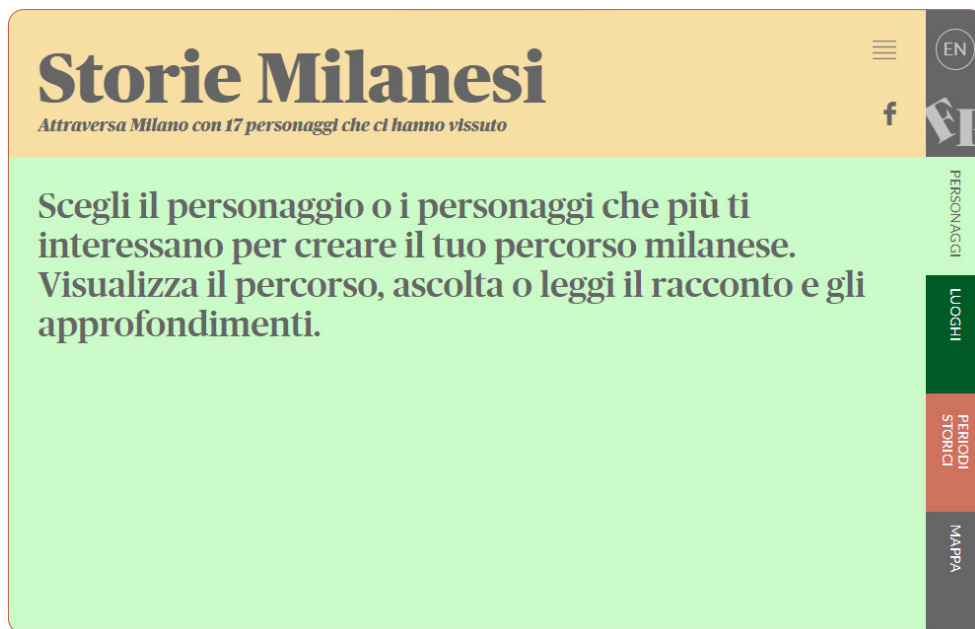 Storie Milanesi
Attraversa Milano con 17 personaggi che ci hanno vissuto
f
EN
Scegli il personaggio o i personaggi che più ti
interessano per creare il tuo percorso milanese.
Visualizza il percorso, ascolta o leggi il racconto e gli
approfondimenti.
PERSONAGGI
LUOGHI
PERIODI
STORICI
MAPPA